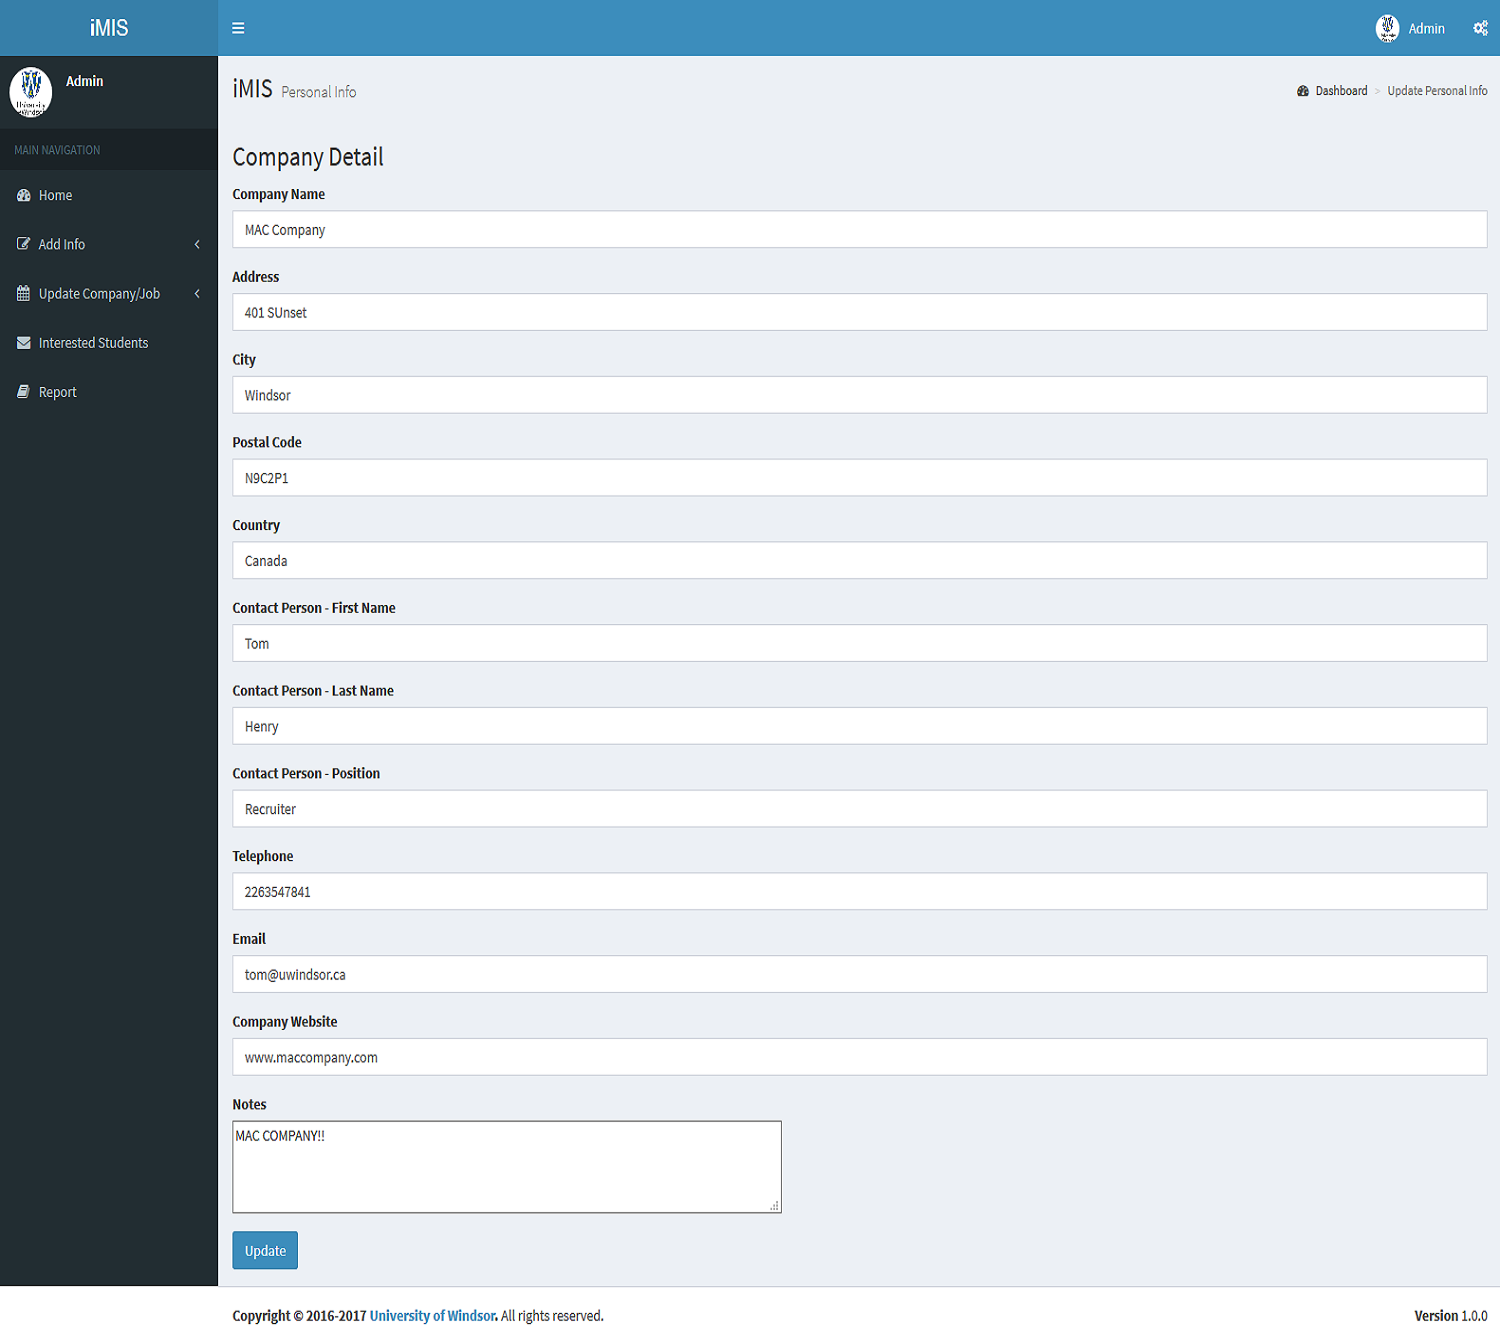 iMIS
Admin
Admin
University
of Windsor
MAIN NAVIGATION
Home
Add Info
Update Company/Job
Interested Students
Report
iMIS Personal Info
Dashboard > Update Personal Info
Company Detail
Company Name
MAC Company
Address
401 SUnset
City
Windsor
Postal Code
N9C2P1
Country
Canada
Contact Person - First Name
Tom
Contact Person - Last Name
Henry
Contact Person - Position
Recruiter
Telephone
2263547841
Email
tom@uwindsor.ca
Company Website
www.maccompany.com
Notes
MAC COMPANY!!
Update
Copyright © 2016-2017 University of Windsor. All rights reserved.
Version 1.0.0